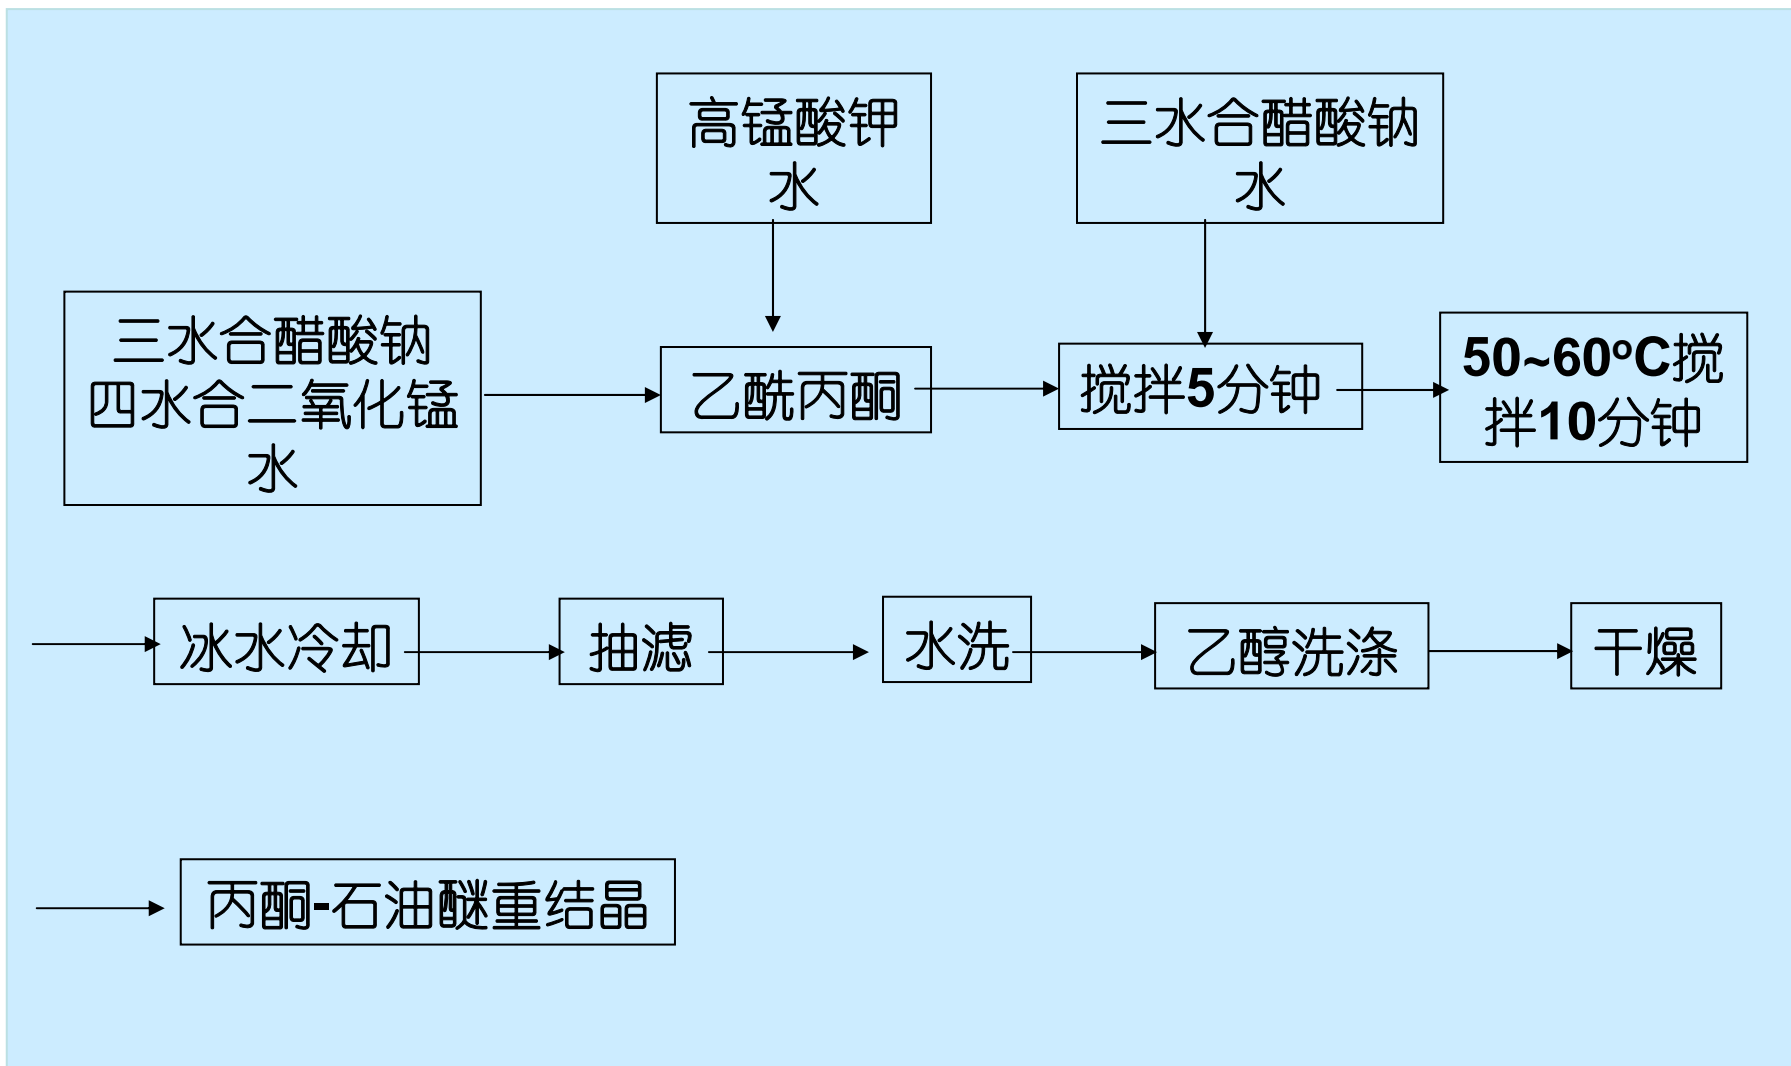 高锰酸钾
水
三水合醋酸钠
水
三水合醋酸钠
四水合二氧化锰
水
乙酰丙酮
搅拌5分钟
50~60oC搅
拌10分钟
冰水冷却
抽滤
水洗
乙醇洗涤
干燥
丙酮-石油醚重结晶